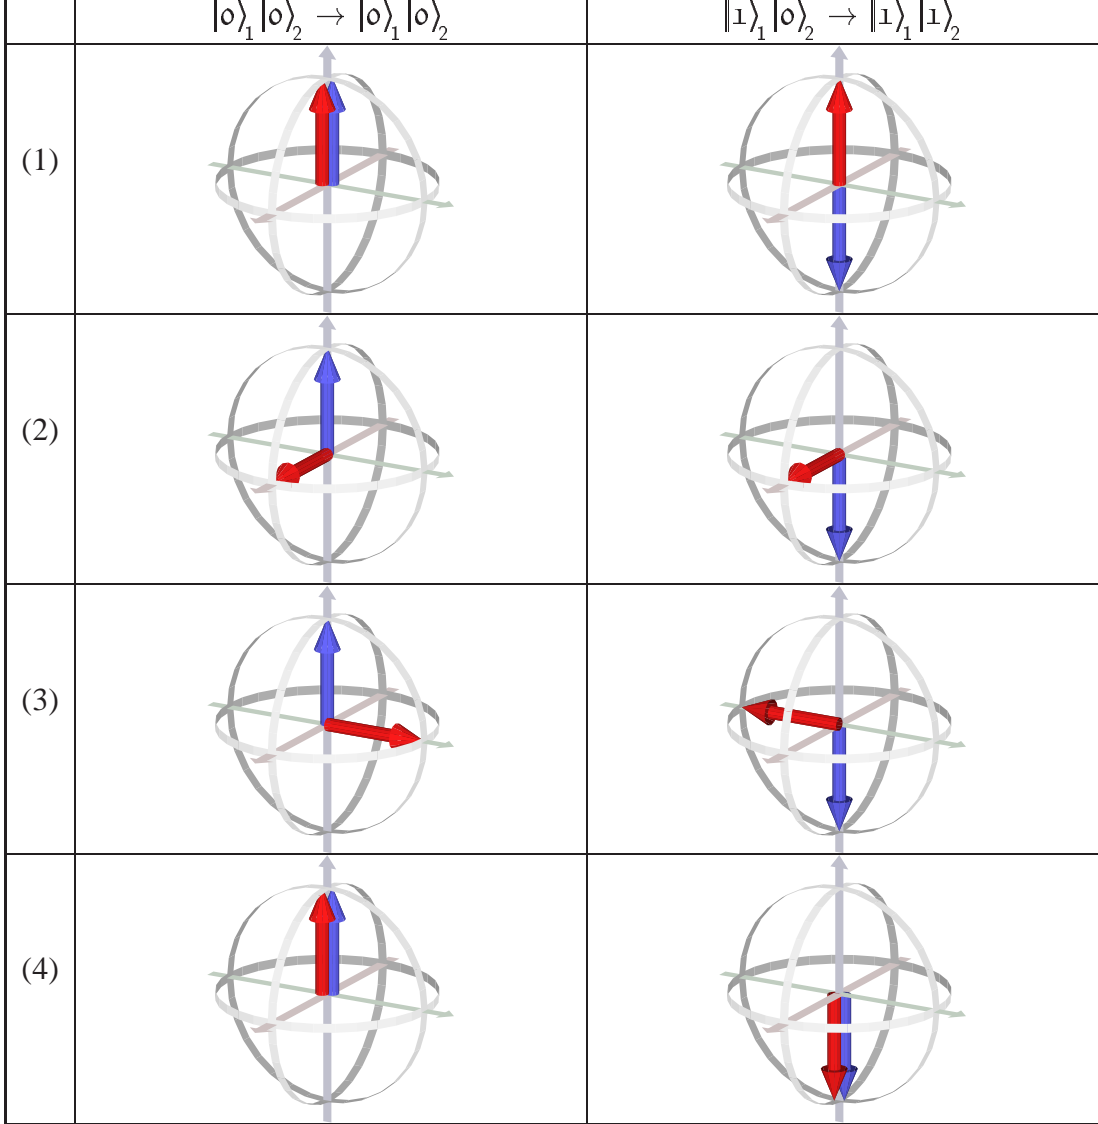 |0⟩₁|0⟩₂ → |0⟩₁|0⟩₂
|1⟩₁|0⟩₂ → |1⟩₁|1⟩₂
(1)
(2)
(3)
(4)